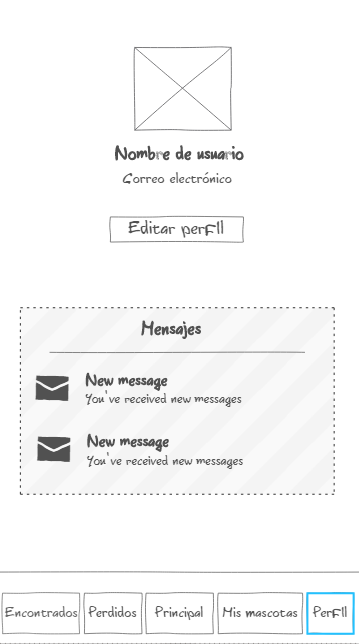 Nombre de usuario
Correo electrónico
Editar perfil
Mensajes
New message
You've received new messages
New message
You've received new messages
Encontrados Perdidos Principal Mis mascotas Perfil